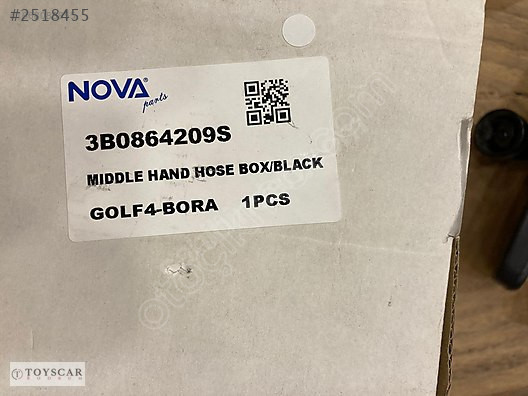 #2518455
NOVA®
parts
3B0864209S
MIDDLE HAND HOSE BOX/BLACK
GOLF4-BORA 1PCS
TOYSCAR